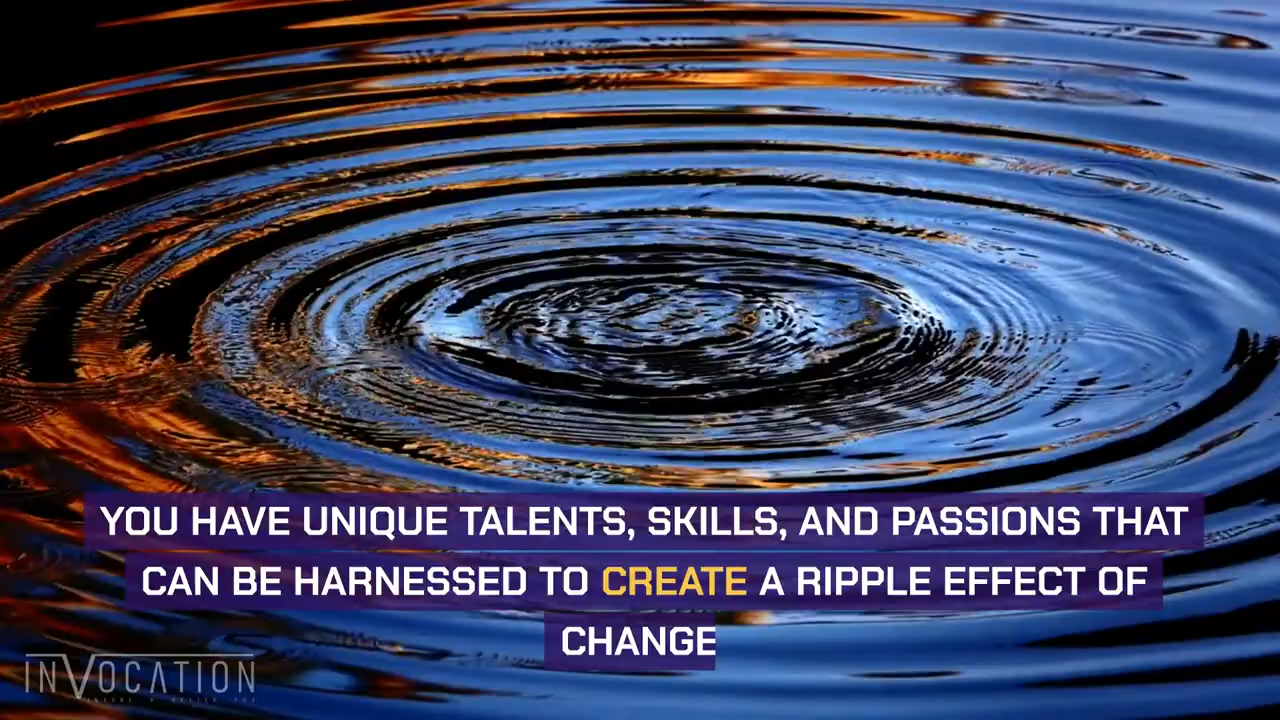 YOU HAVE UNIQUE TALENTS, SKILLS, AND PASSIONS THAT
CAN BE HARNESSED TO CREATE A RIPPLE EFFECT OF
CHANGE
INVOCATION